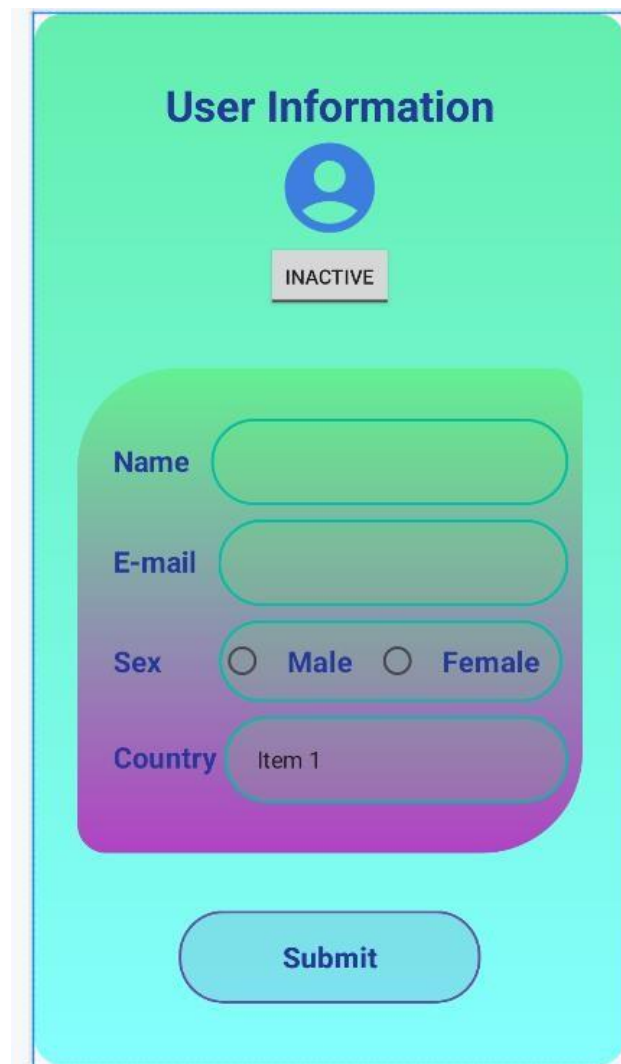 User Information
INACTIVE
Name
E-mail
Sex Male Female
Country Item 1
Submit